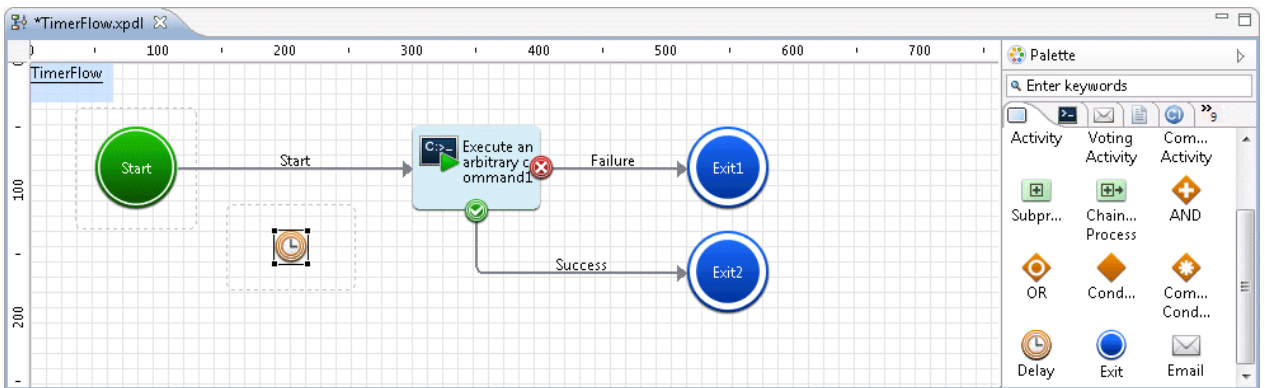 *TimerFlow.xpdl
0 100 200 300 400 500 600 700
Palette
TimerFlow
Enter keywords
9
Activity Voting Activity Com... Activity
C:>_ Execute an
arbitrary c
ommand1
Start Start Failure Exit1
100
Subpr... Chain... Process AND
Success Exit2
OR Cond... Com... Cond...
200
Delay Exit Email